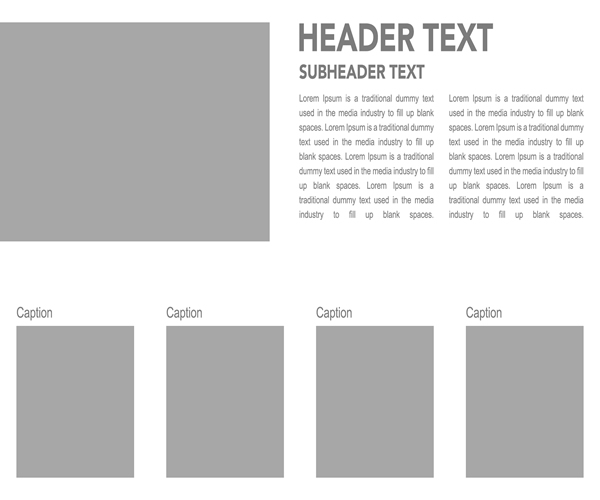 HEADER TEXT
SUBHEADER TEXT
Lorem Ipsum is a traditional dummy text
used in the media industry to fill up blank
spaces. Lorem Ipsum is a traditional dummy
text used in the media industry to fill up
blank spaces. Lorem Ipsum is a traditional
dummy text used in the media industry to fill
up blank spaces. Lorem Ipsum is a
traditional dummy text used in the media
industry to fill up blank spaces.
Lorem Ipsum is a traditional dummy text
used in the media industry to fill up blank
spaces. Lorem Ipsum is a traditional dummy
text used in the media industry to fill up
blank spaces. Lorem Ipsum is a traditional
dummy text used in the media industry to fill
up blank spaces. Lorem Ipsum is a
traditional dummy text used in the media
industry to fill up blank spaces.
Caption
Caption
Caption
Caption